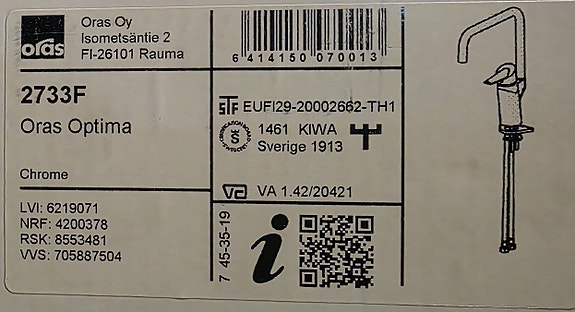 oras
Oras Oy
Isometsäntie 2
FI-26101 Rauma
6 414150 070013
2733F
Oras Optima
Chrome
LVI: 6219071
NRF: 4200378
RSK: 8553481
VVS: 705887504
STF EUFI29-20002662-TH1
1461 KIWA
Sverige 1913
VA 1.42/20421
7 45-35-19
i